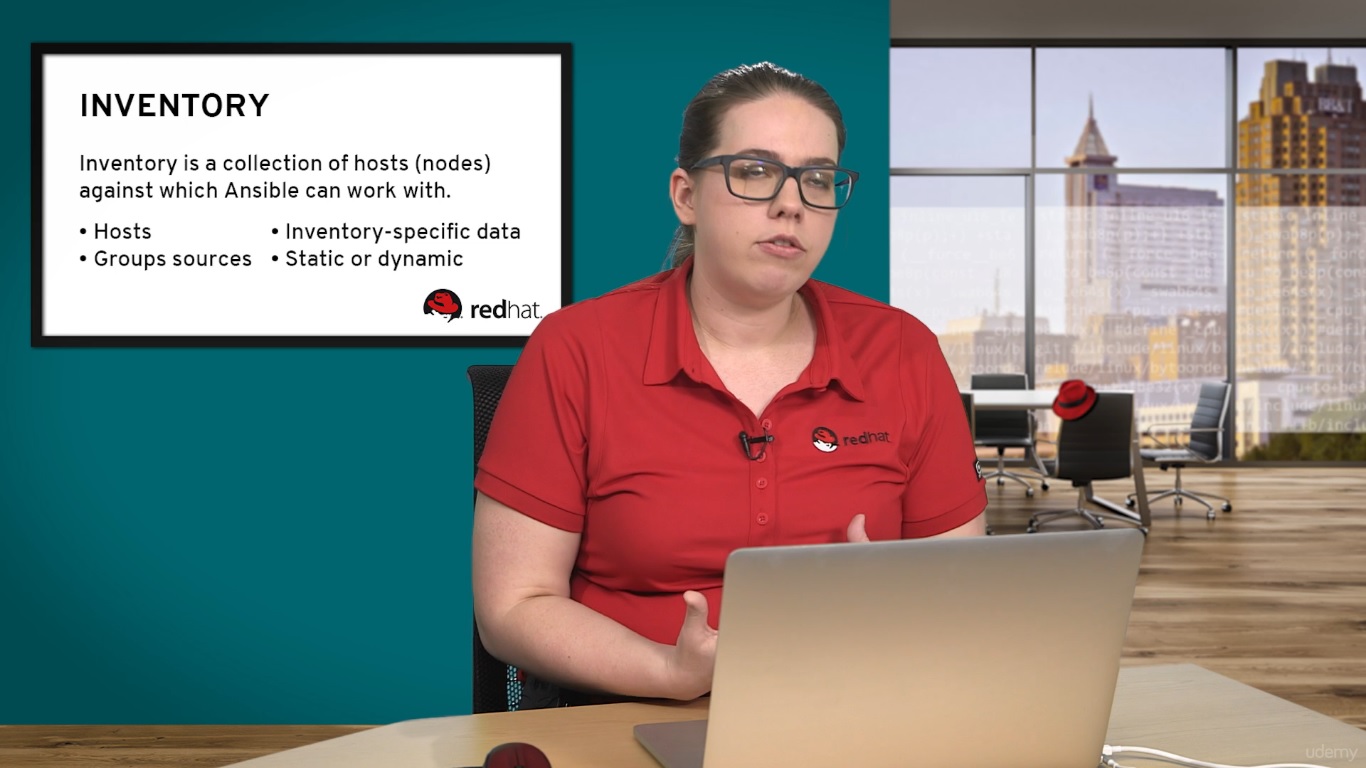 INVENTORY
Inventory is a collection of hosts (nodes)
against which Ansible can work with.
• Hosts
• Groups sources
• Inventory-specific data
• Static or dynamic
redhat.
redhat.
BB&T
udemy